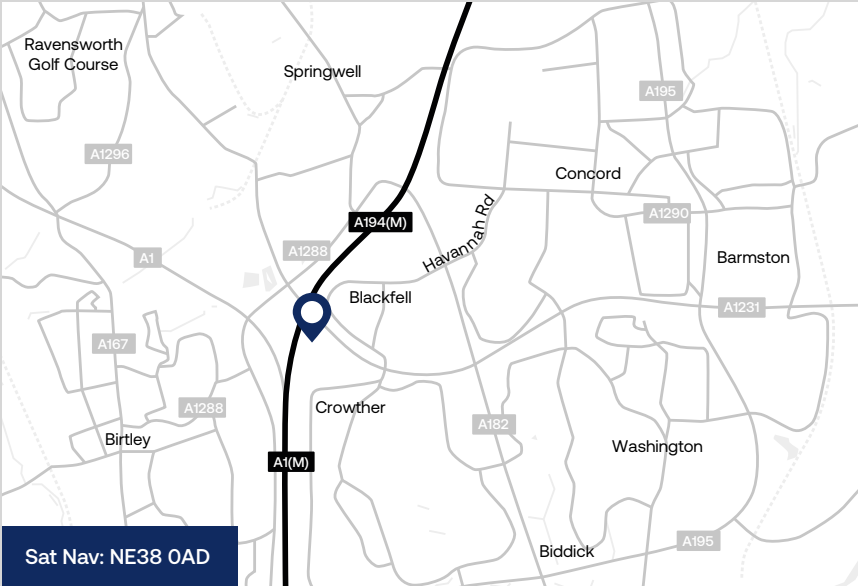 Ravensworth
Golf Course
Springwell
A195
A1296
Concord
A194(M)
A1290
Havannah Rd
A1288
A1
Barmston
Blackfell
A1231
A167
A1288
Crowther
A182
Birtley
Washington
A1(M)
A195
Biddick
Sat Nav: NE38 0AD